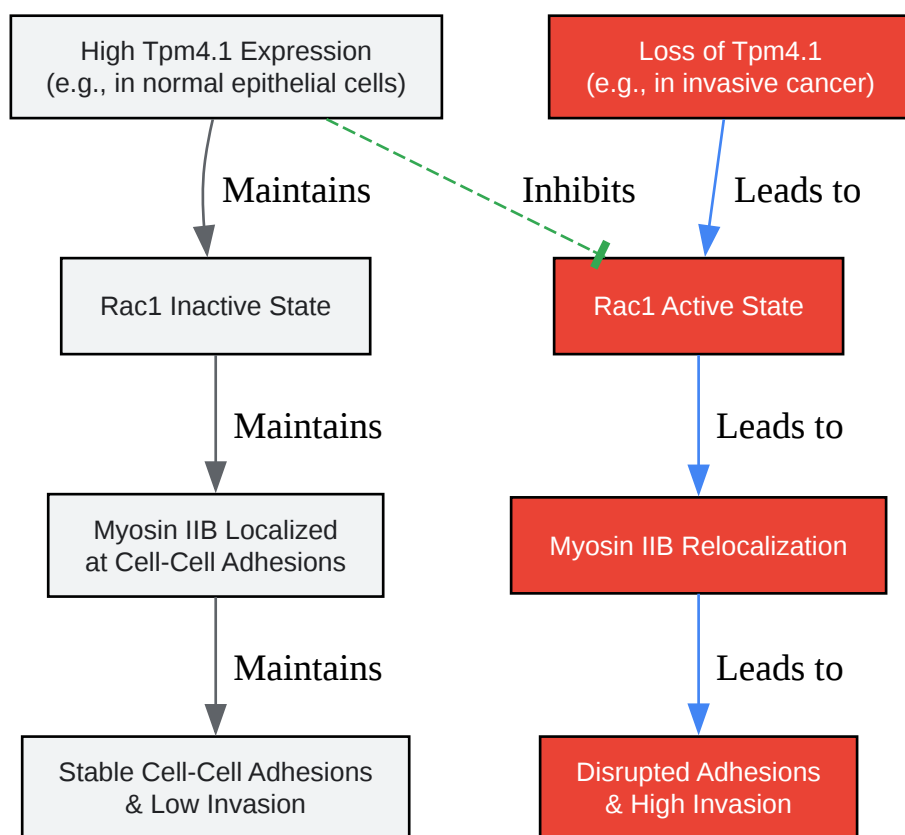 High Tpm4.1 Expression
(e.g., in normal epithelial cells)
Loss of Tpm4.1
(e.g., in invasive cancer)
Maintains
Inhibits
Leads to
Rac1 Inactive State
Rac1 Active State
Maintains
Leads to
Myosin IIB Localized
at Cell-Cell Adhesions
Myosin IIB Relocalization
Maintains
Leads to
Stable Cell-Cell Adhesions
& Low Invasion
Disrupted Adhesions
& High Invasion